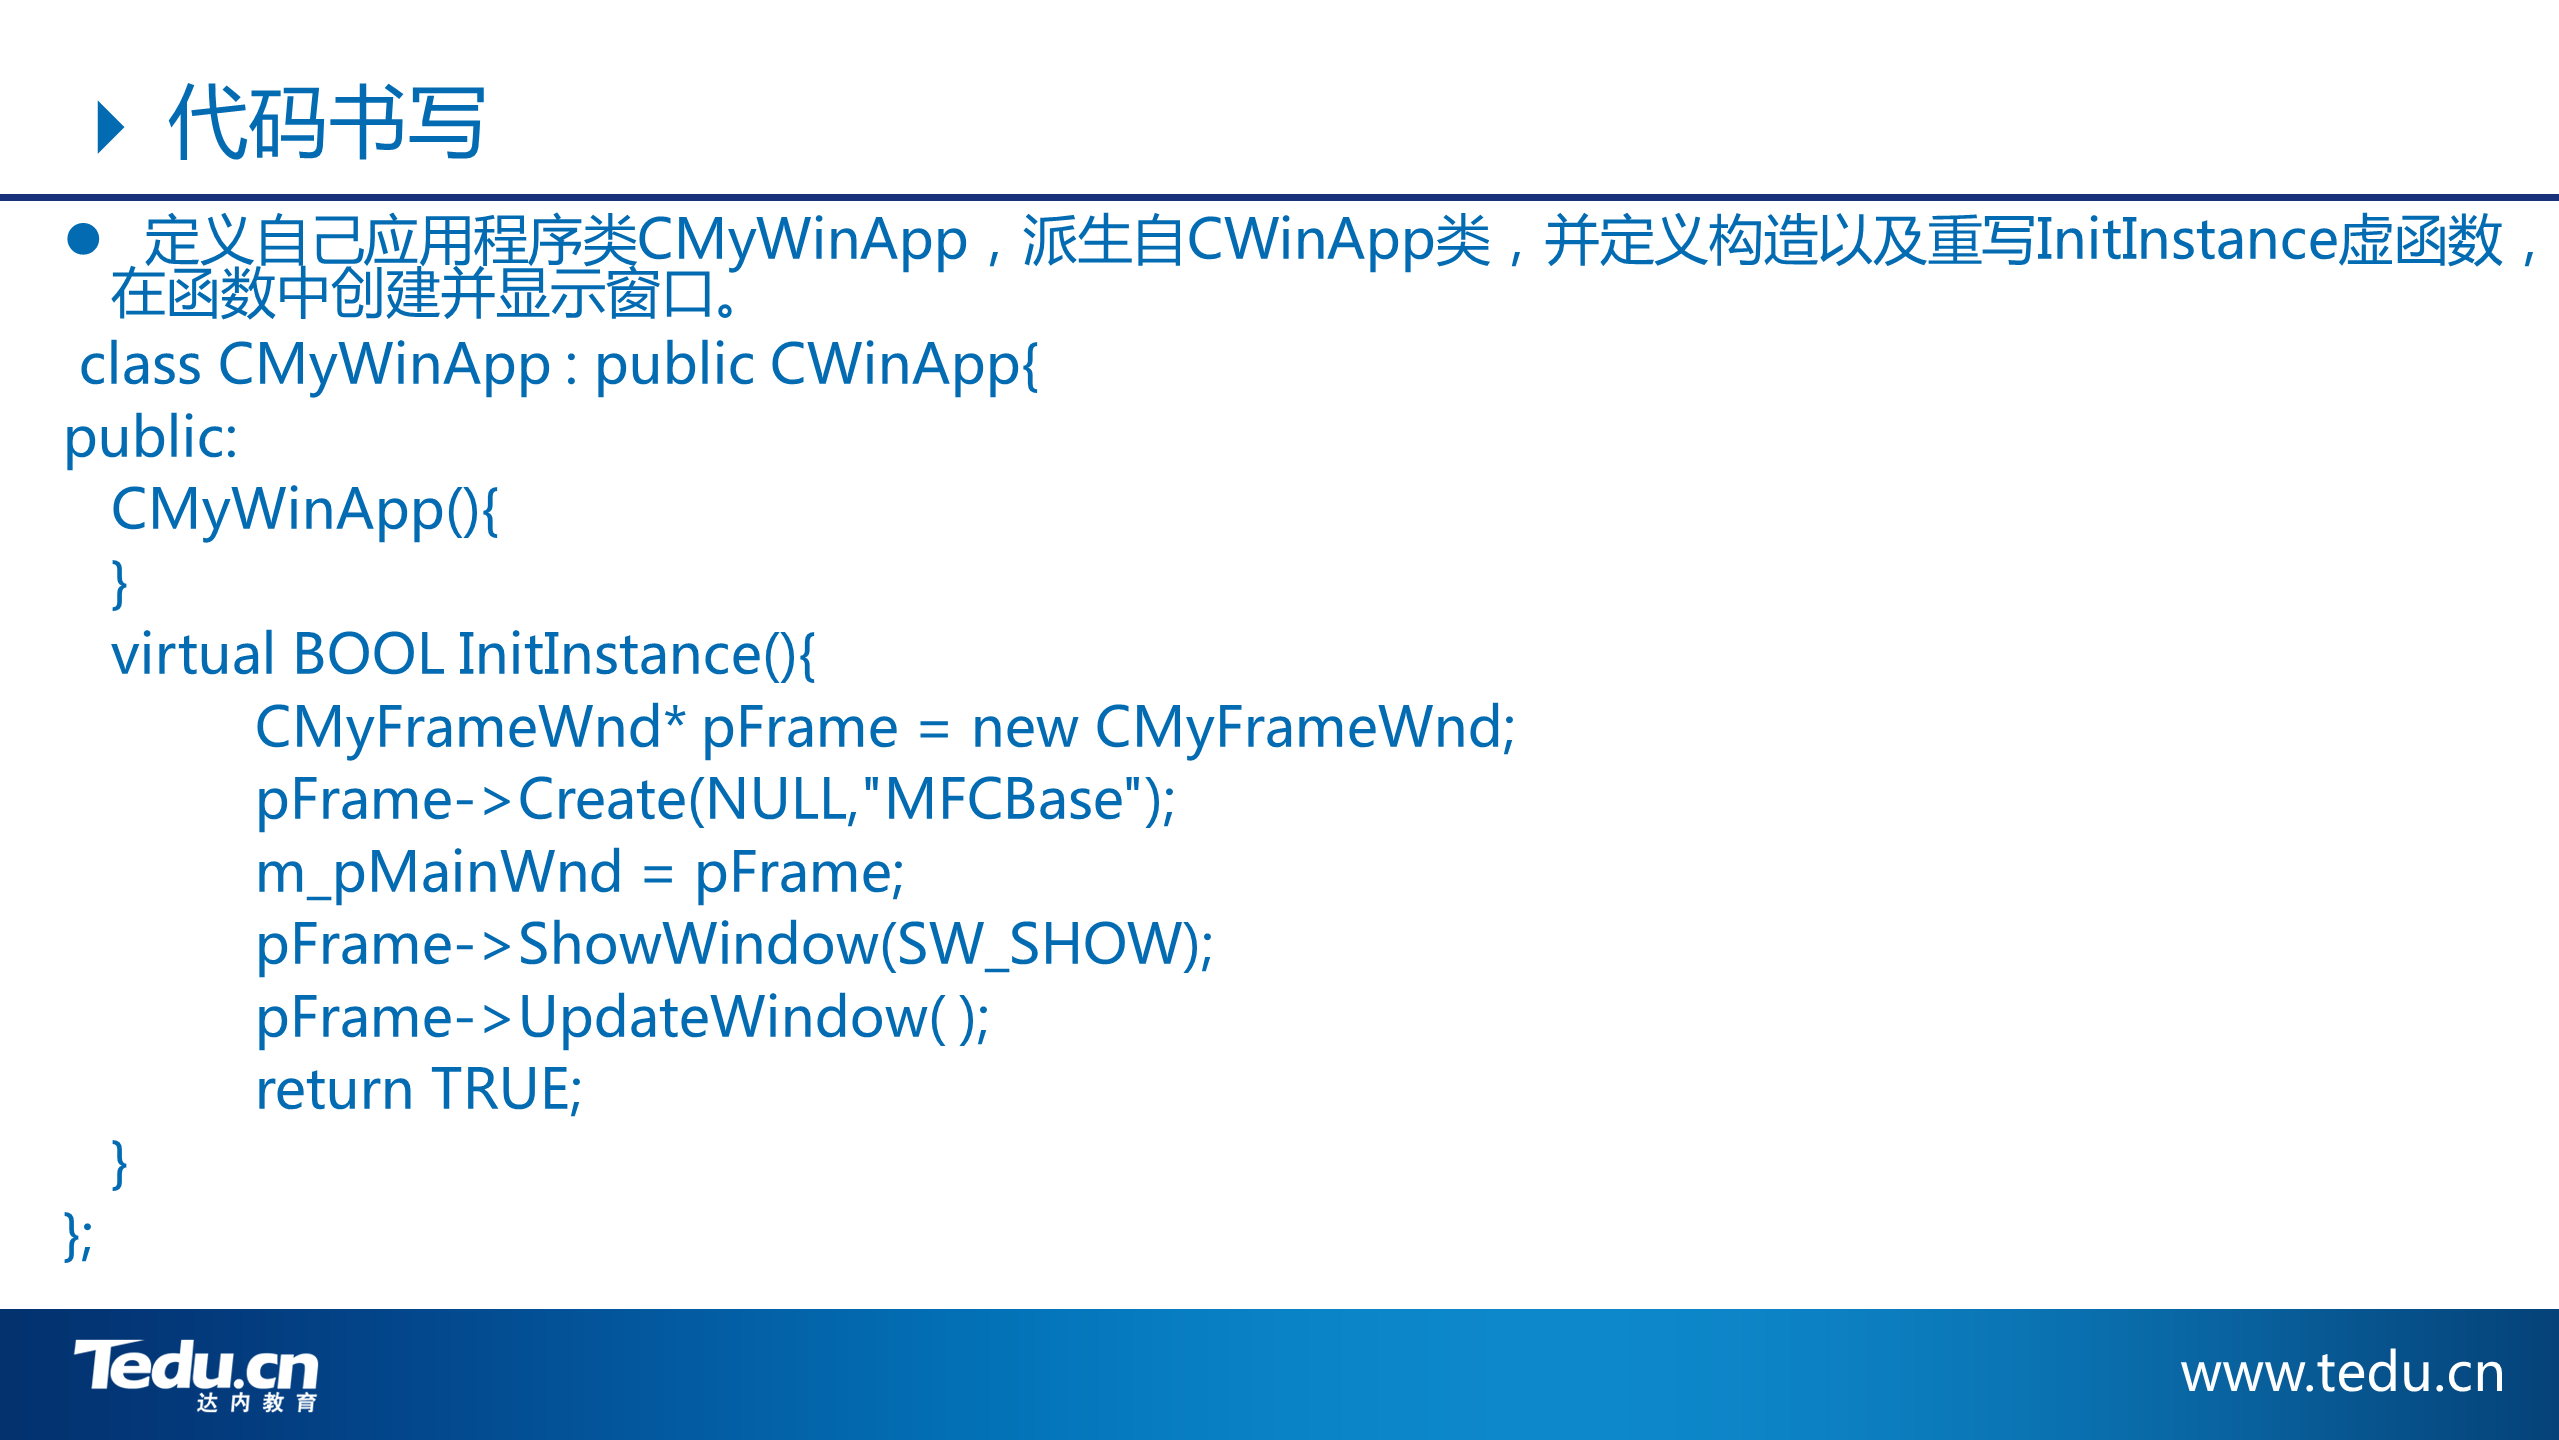 代码书写
定义自己应用程序类CMyWinApp，派生自CWinApp类，并定义构造以及重写InitInstance虚函数，
在函数中创建并显示窗口。
class CMyWinApp : public CWinApp{
public:
CMyWinApp(){
}
virtual BOOL InitInstance(){
CMyFrameWnd* pFrame = new CMyFrameWnd;
pFrame->Create(NULL,"MFCBase");
m_pMainWnd = pFrame;
pFrame->ShowWindow(SW_SHOW);
pFrame->UpdateWindow( );
return TRUE;
}
};
Tedu.cn
达内教育
www.tedu.cn